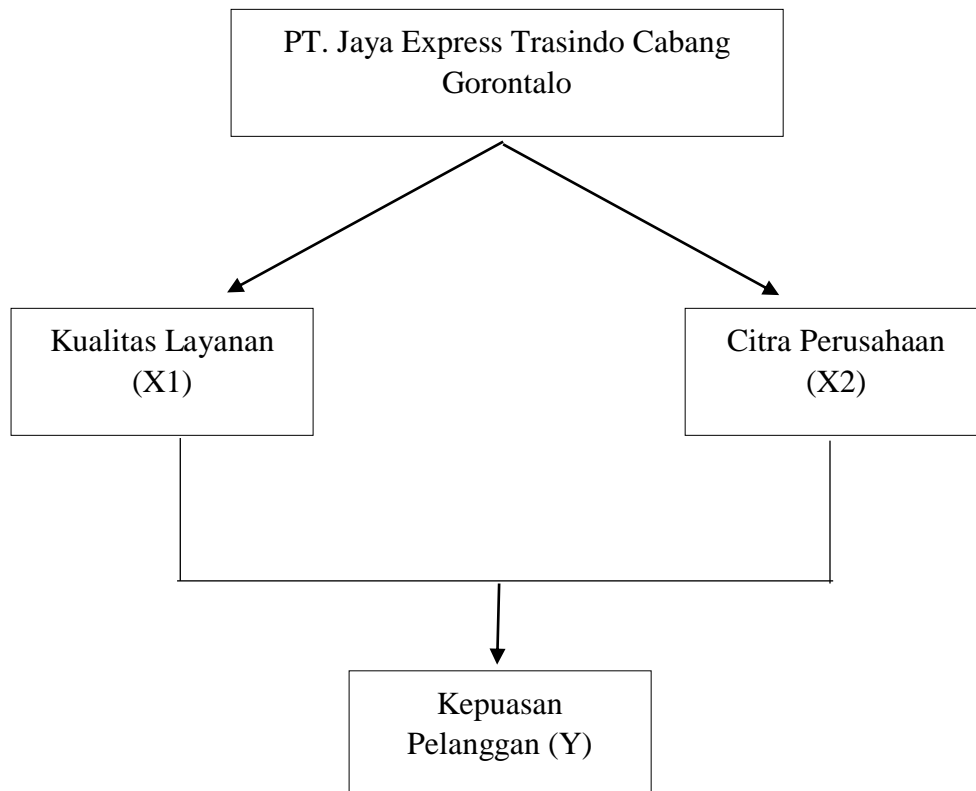 PT. Jaya Express Trasindo Cabang
Gorontalo
Kualitas Layanan
(X1)
Citra Perusahaan
(X2)
Kepuasan
Pelanggan (Y)